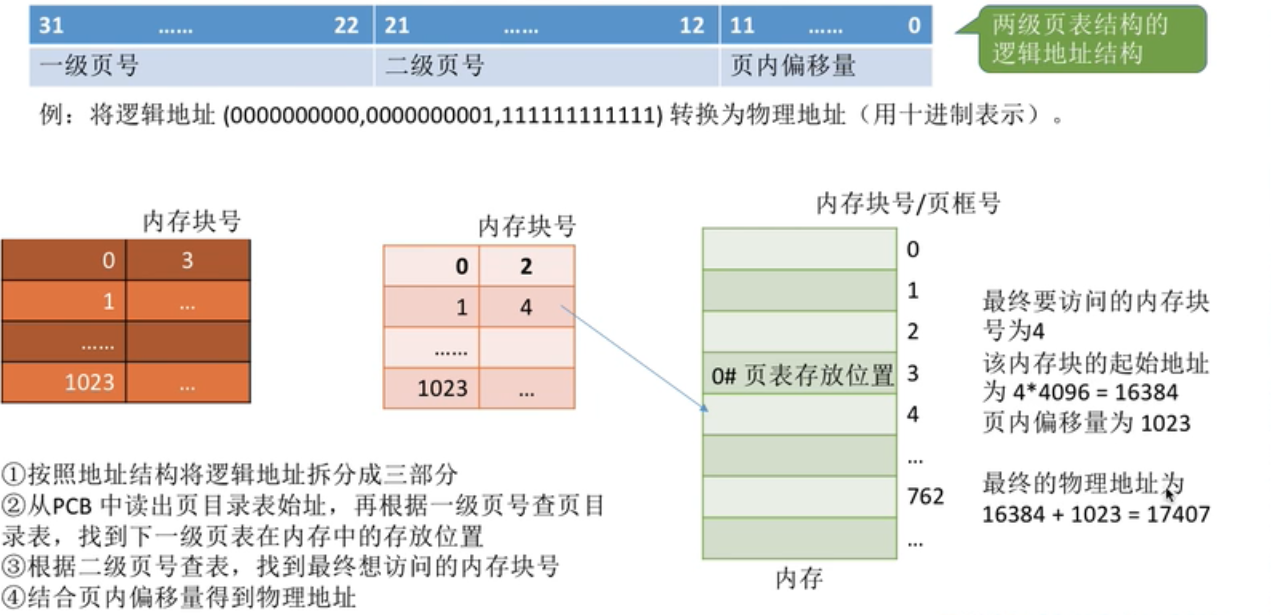 31 …… 22 21 …… 12 11 …… 0
一级页号 二级页号 页内偏移量
两级页表结构的
逻辑地址结构
例：将逻辑地址 (0000000000,0000000001,111111111111) 转换为物理地址（用十进制表示）。
内存块号
0 3
1 …
……
1023 …
内存块号
0 2
1 4
……
1023 …
内存块号/页框号
0
1
2
0# 页表存放位置 3
4
…
762
…
内存
最终要访问的内存块
号为4
该内存块的起始地址
为 4*4096 = 16384
页内偏移量为 1023
最终的物理地址为
16384 + 1023 = 17407
①按照地址结构将逻辑地址拆分成三部分
②从PCB 中读出页目录表始址，再根据一级页号查页目
录表，找到下一级页表在内存中的存放位置
③根据二级页号查表，找到最终想访问的内存块号
④结合页内偏移量得到物理地址